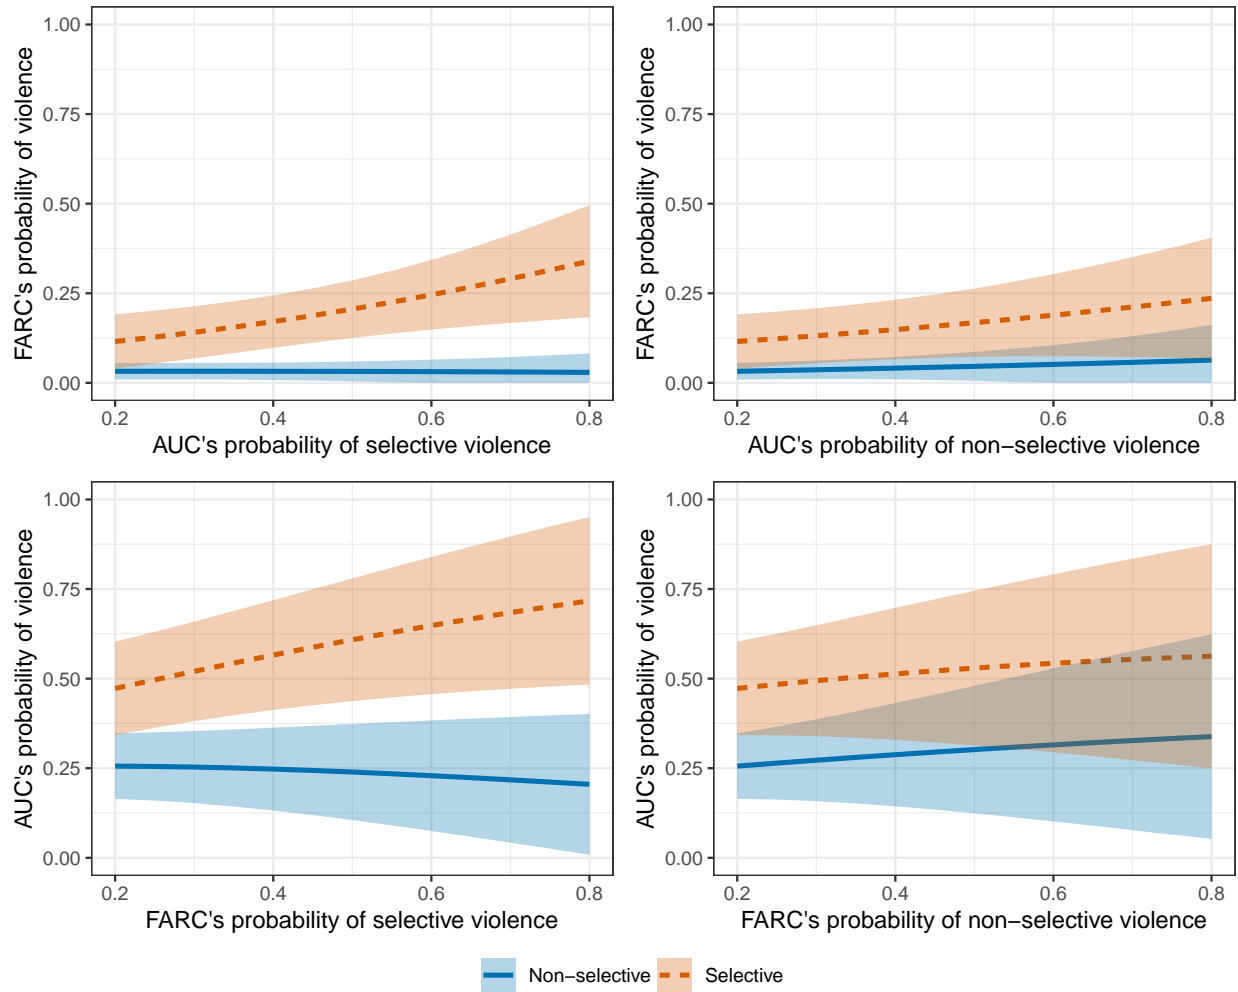 1.00
0.75
0.50
0.25
0.00
FARC's probability of violence
0.2 0.4 0.6 0.8
AUC's probability of selective violence
1.00
0.75
0.50
0.25
0.00
FARC's probability of violence
0.2 0.4 0.6 0.8
AUC's probability of non−selective violence
1.00
0.75
0.50
0.25
0.00
AUC's probability of violence
0.2 0.4 0.6 0.8
FARC's probability of selective violence
1.00
0.75
0.50
0.25
0.00
AUC's probability of violence
0.2 0.4 0.6 0.8
FARC's probability of non−selective violence
Non−selective Selective